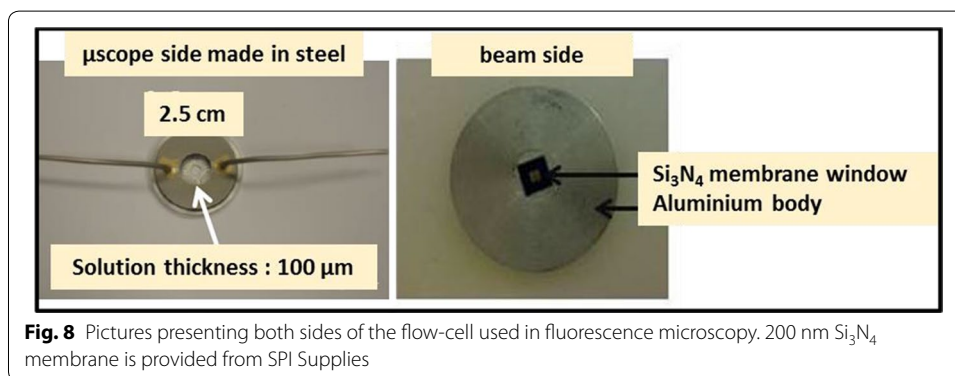 µscope side made in steel
beam side
2.5 cm
Si₃N₄ membrane window
Aluminium body
Solution thickness : 100 µm
Fig. 8 Pictures presenting both sides of the flow-cell used in fluorescence microscopy. 200 nm Si₃N₄
membrane is provided from SPI Supplies